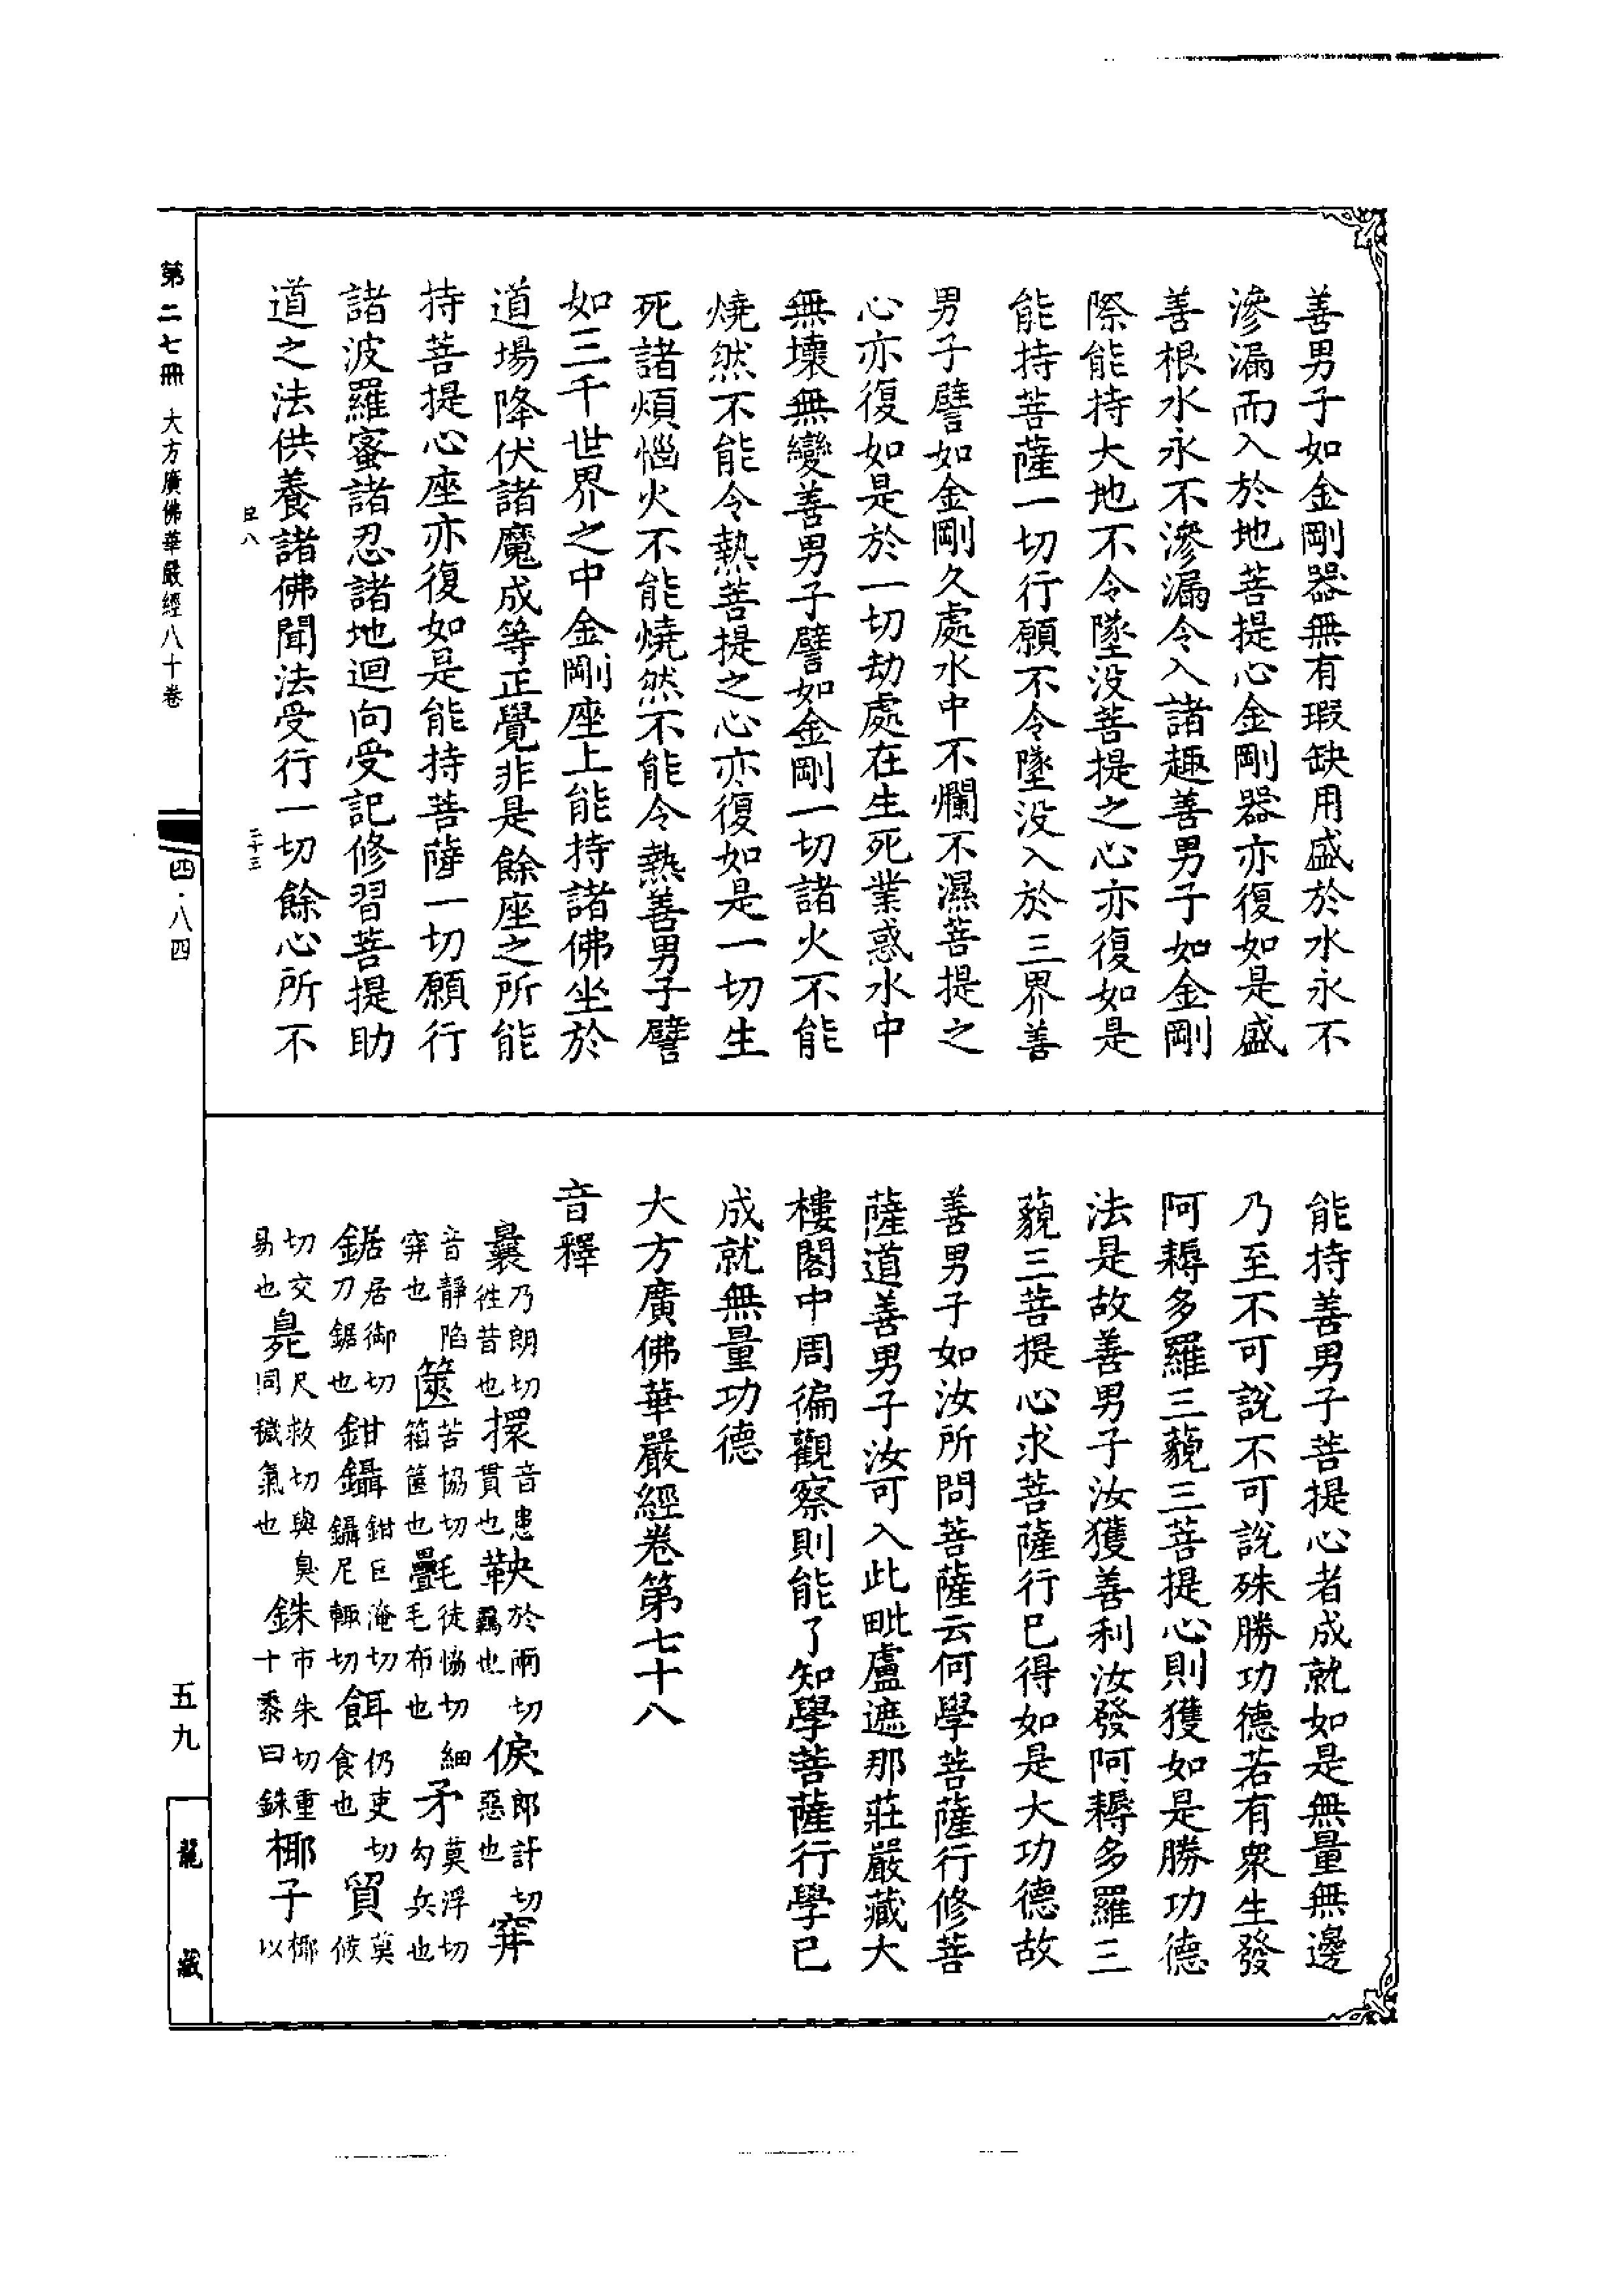 善男子如金剛器無有瑕缺用盛於水永不
滲漏而入於地菩提心金剛器亦復如是盛
善根水永不滲漏令入諸趣善男子如金剛
際能持大地不令墜没菩提之心亦復如是
能持菩薩一切行願不令墜没入於三界善
男子譬如金剛久處水中不爛不濕菩提之
心亦復如是於一切劫處在生死業惑水中
無壞無變善男子譬如金剛一切諸火不能
燒然不能令熱菩提之心亦復如是一切生
死諸煩惱火不能燒然不能令熱善男子譬
如三千世界之中金剛座上能持諸佛坐於
道場降伏諸魔成等正覺非是餘座之所能
持菩提心座亦復如是能持菩薩一切願行
諸波羅蜜諸忍諸地迴向受記修習菩提助
道之法供養諸佛聞法受行一切餘心所不
能持善男子菩提心者成就如是無量無邊
乃至不可說不可說殊勝功德若有衆生發
阿耨多羅三藐三菩提心則獲如是勝功德
法是故善男子汝獲善利汝發阿耨多羅三
藐三菩提心求菩薩行已得如是大功德故
善男子如汝所問菩薩云何學菩薩行修菩
薩道善男子汝可入此毗盧遮那莊嚴藏大
樓閣中周徧觀察則能了知學菩薩行學已
成就無量功德
大方廣佛華嚴經卷第七十八
音釋
曩乃朗切徃昔也擐音患貫也鞅於兩切羈也㑦郎計切惡也穽
音靜陷穽也篋苦協切箱篋也氎徒協切細毛布也矛莫浮切勾兵也
鋸居御切刀鋸也鉗鑷鉗巨淹切鑷尼輒切餌仍吏切食也貿莫候
切交易也臰尺救切與臭同穢氣也銖市朱切重十黍曰銖椰子椰以
第二七冊 大方廣佛華嚴經八十卷
三十三
四·八四
五九
龍藏